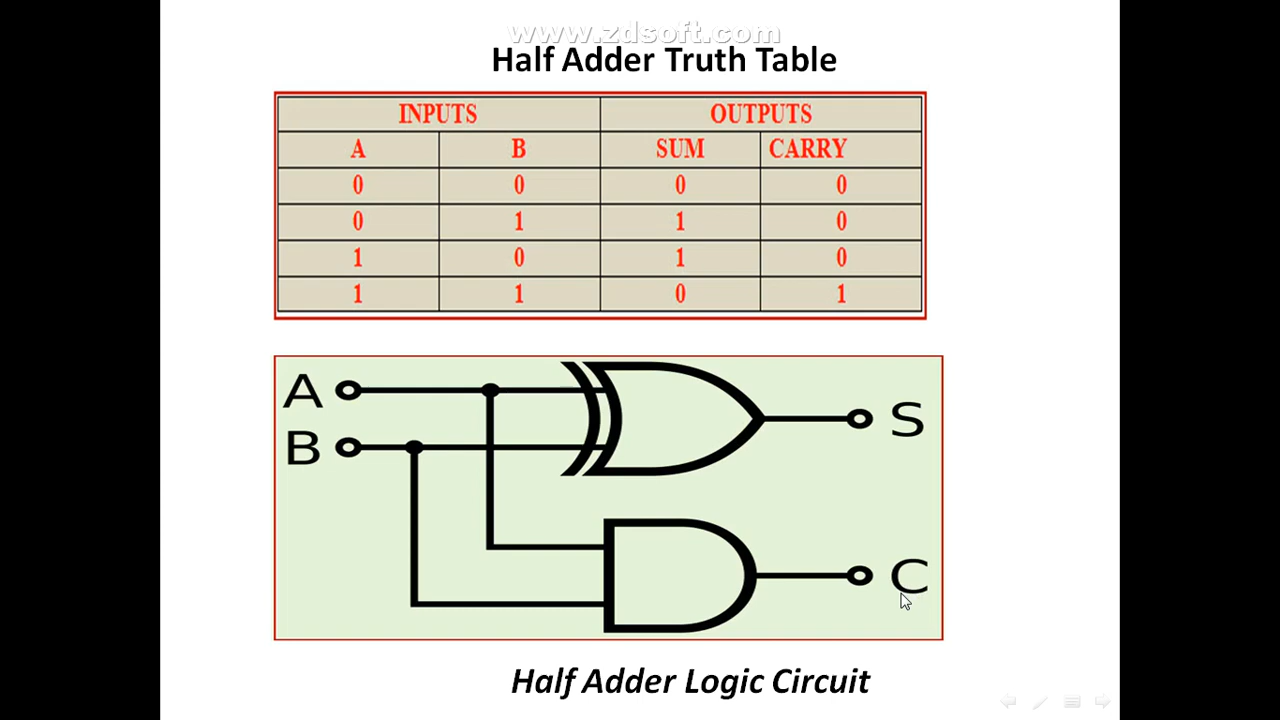 www.zdsoft.com
Half Adder Truth Table
INPUTS OUTPUTS
A B SUM CARRY
0 0 0 0
0 1 1 0
1 0 1 0
1 1 0 1
A
S
B
C
Half Adder Logic Circuit